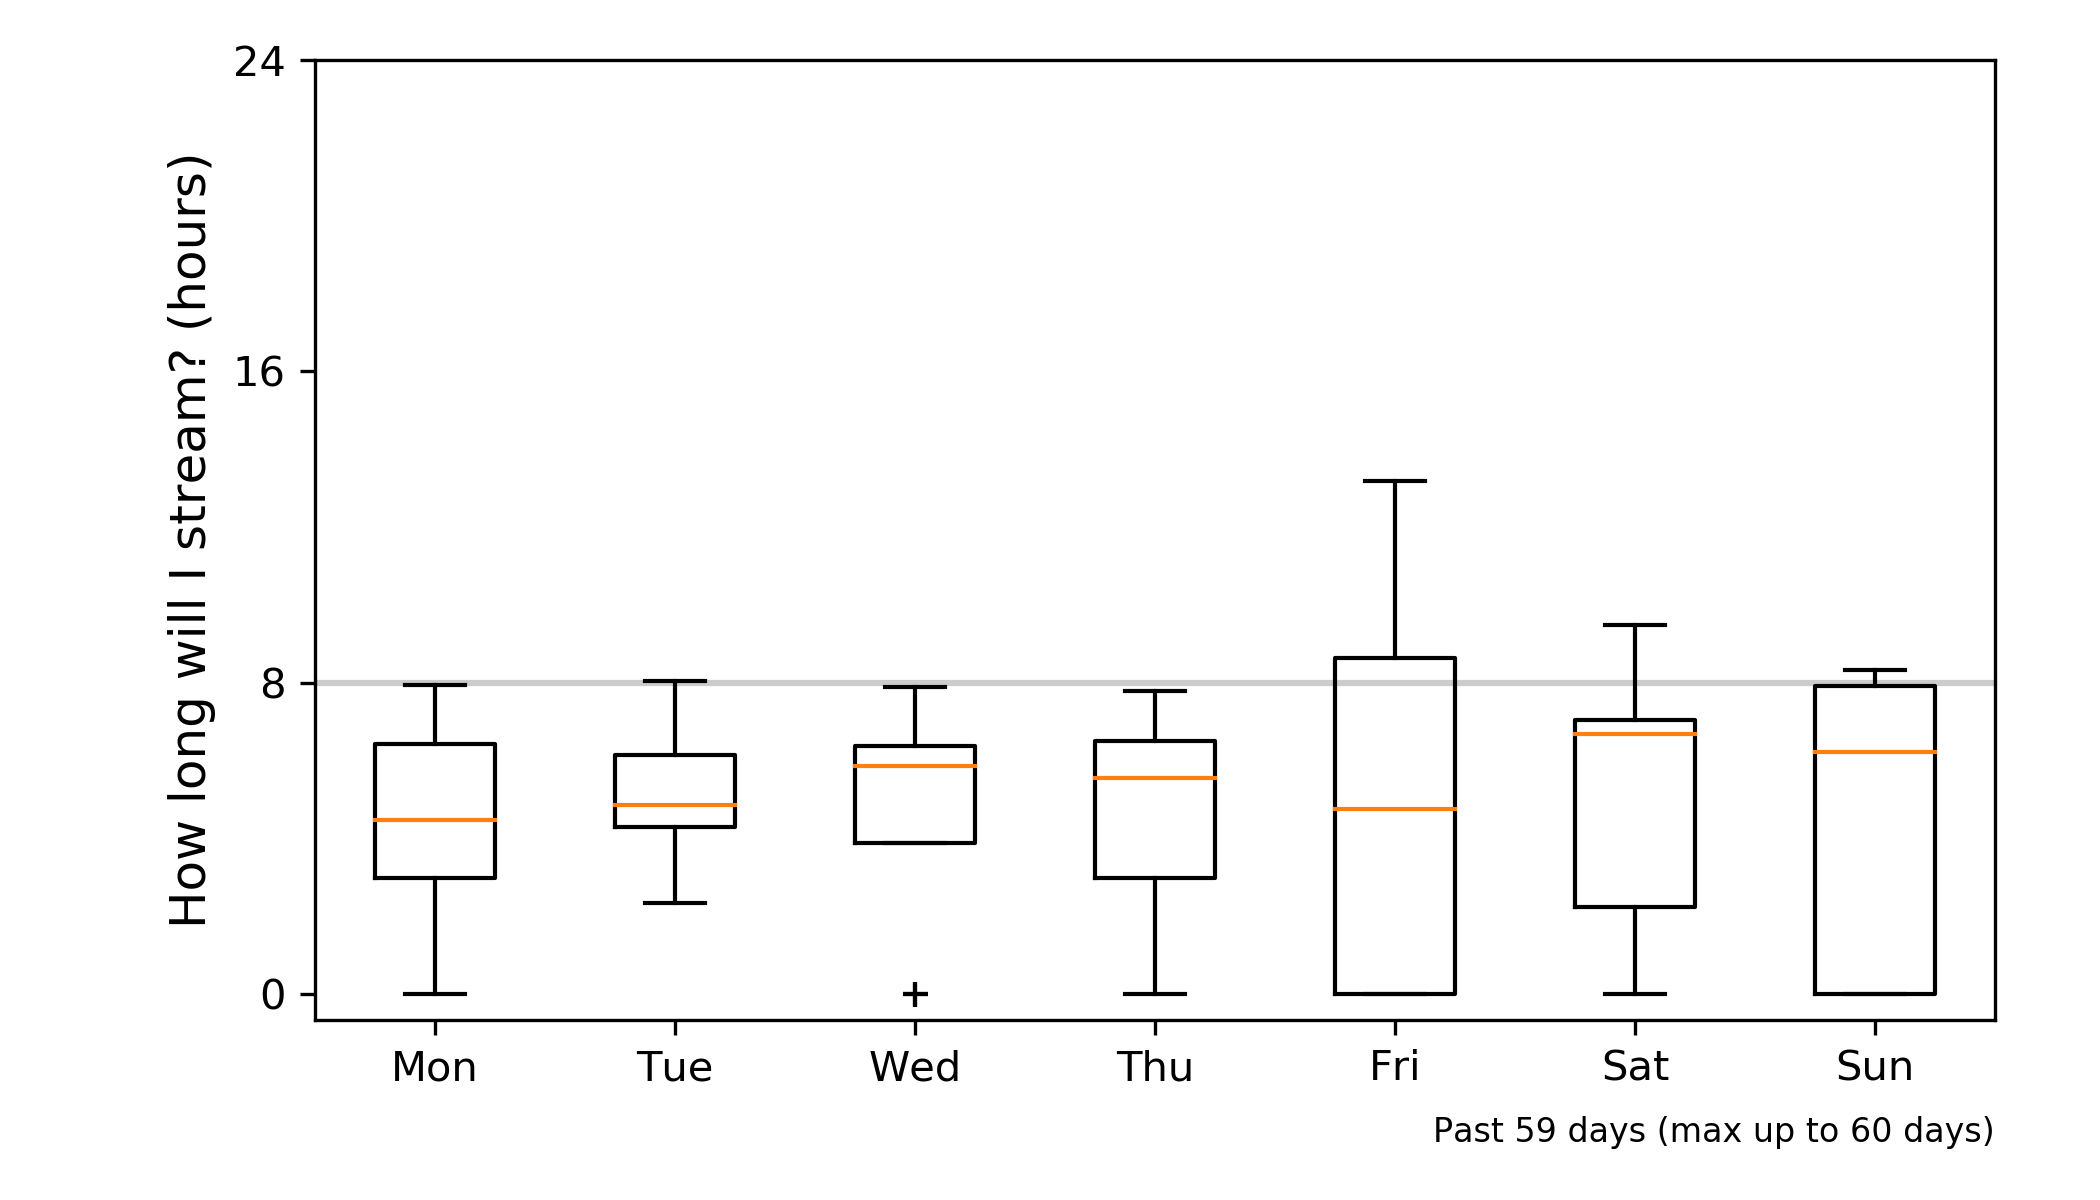 How long will I stream? (hours)
24
16
8
0
Mon Tue Wed Thu Fri Sat Sun
Past 59 days (max up to 60 days)